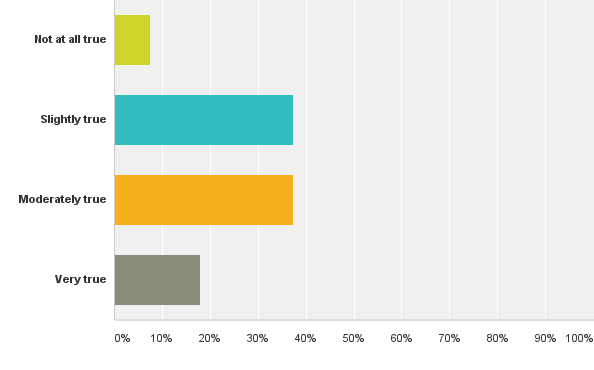 Not at all true
Slightly true
Moderately true
Very true
0% 10% 20% 30% 40% 50% 60% 70% 80% 90% 100%